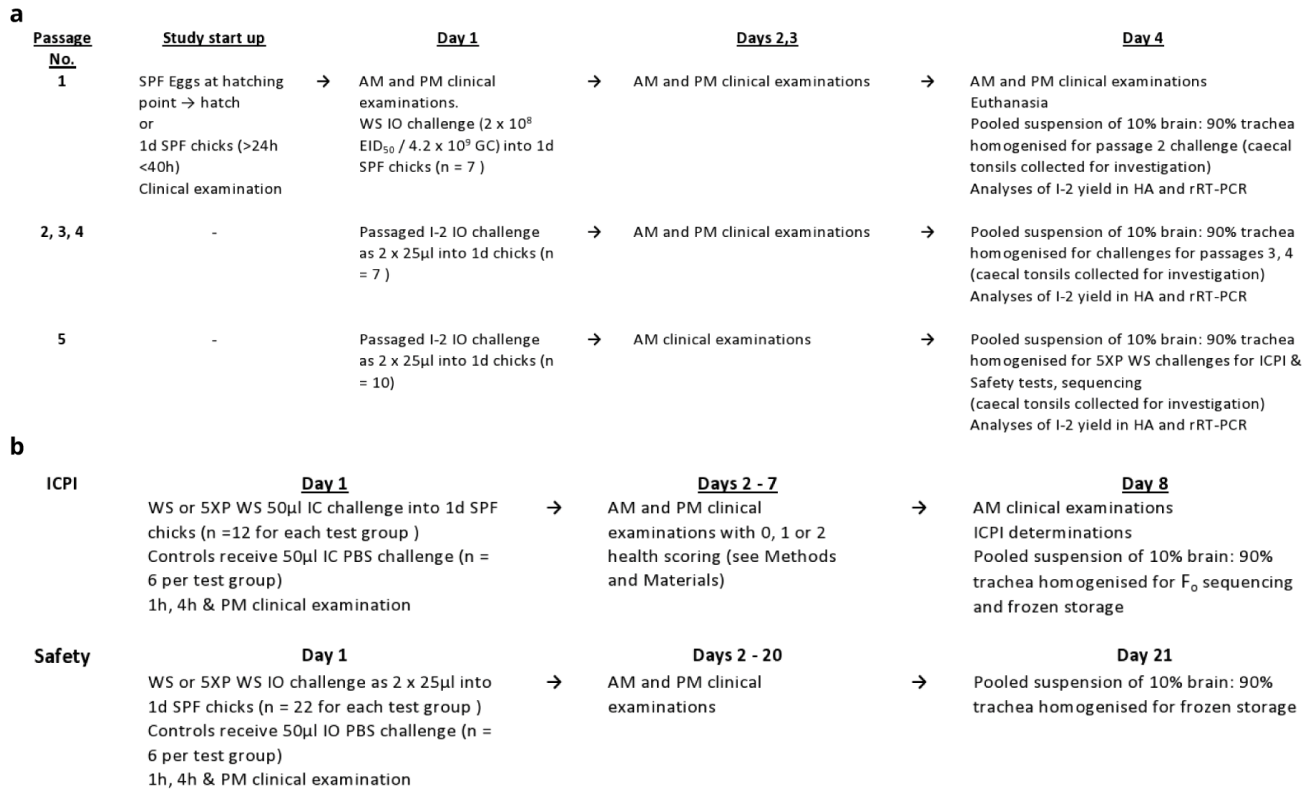 a
Passage No. Study start up Day 1 Days 2,3 Day 4
1
SPF Eggs at hatching
point → hatch
or
1d SPF chicks (>24h
<40h)
Clinical examination
→
AM and PM clinical
examinations.
WS IO challenge (2 x 10⁸
EID₅₀ / 4.2 x 10⁹ GC) into 1d
SPF chicks (n = 7 )
→
AM and PM clinical examinations
→
AM and PM clinical examinations
Euthanasia
Pooled suspension of 10% brain: 90% trachea
homogenised for passage 2 challenge (caecal
tonsils collected for investigation)
Analyses of I-2 yield in HA and rRT-PCR
2, 3, 4
-
Passaged I-2 IO challenge
as 2 x 25µl into 1d chicks (n
= 7 )
→
AM and PM clinical examinations
→
Pooled suspension of 10% brain: 90% trachea
homogenised for challenges for passages 3, 4
(caecal tonsils collected for investigation)
Analyses of I-2 yield in HA and rRT-PCR
5
-
Passaged I-2 IO challenge
as 2 x 25µl into 1d chicks (n
= 10)
→
AM clinical examinations
→
Pooled suspension of 10% brain: 90% trachea
homogenised for 5XP WS challenges for ICPI &
Safety tests, sequencing
(caecal tonsils collected for investigation)
Analyses of I-2 yield in HA and rRT-PCR
b
ICPI
Day 1
WS or 5XP WS 50µl IC challenge into 1d SPF
chicks (n =12 for each test group )
Controls receive 50µl IC PBS challenge (n =
6 per test group)
1h, 4h & PM clinical examination
→
Days 2 - 7
AM and PM clinical
examinations with 0, 1 or 2
health scoring (see Methods
and Materials)
→
Day 8
AM clinical examinations
ICPI determinations
Pooled suspension of 10% brain: 90%
trachea homogenised for F₀ sequencing
and frozen storage
Safety
Day 1
WS or 5XP WS IO challenge as 2 x 25µl into
1d SPF chicks (n = 22 for each test group )
Controls receive 50µl IO PBS challenge (n =
6 per test group)
1h, 4h & PM clinical examination
→
Days 2 - 20
AM and PM clinical
examinations
→
Day 21
Pooled suspension of 10% brain: 90%
trachea homogenised for frozen storage